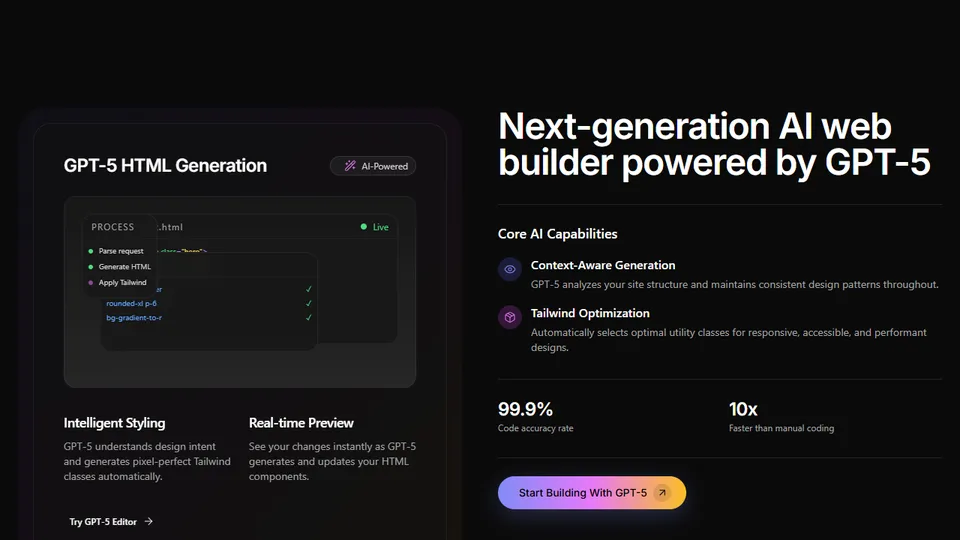 GPT-5 HTML Generation
AI-Powered
PROCESS
.html
Live
Parse request
class="hero">
Generate HTML
Apply Tailwind
er
✓
rounded-xl p-6
✓
bg-gradient-to-r
✓
Intelligent Styling
GPT-5 understands design intent
and generates pixel-perfect Tailwind
classes automatically.
Real-time Preview
See your changes instantly as GPT-5
generates and updates your HTML
components.
Try GPT-5 Editor →
Next-generation AI web
builder powered by GPT-5
Core AI Capabilities
Context-Aware Generation
GPT-5 analyzes your site structure and maintains consistent design patterns throughout.
Tailwind Optimization
Automatically selects optimal utility classes for responsive, accessible, and performant
designs.
99.9%
Code accuracy rate
10x
Faster than manual coding
Start Building With GPT-5